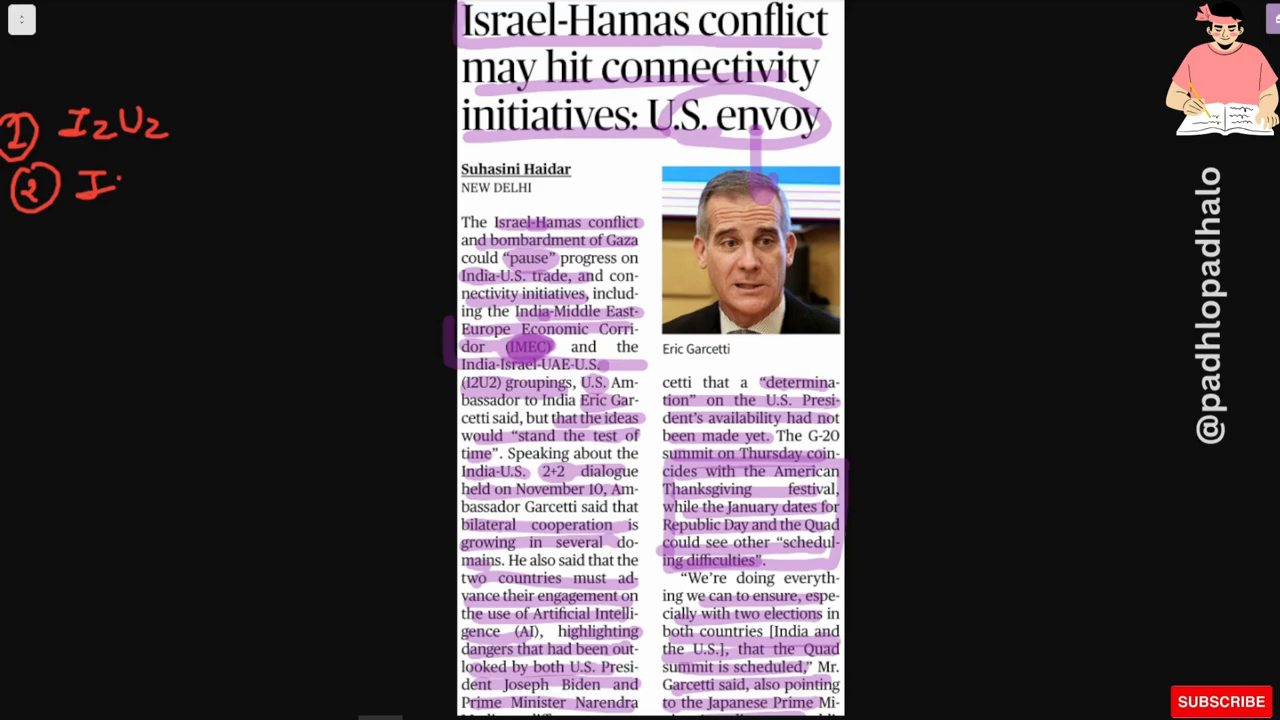 Israel-Hamas conflict
may hit connectivity
initiatives: U.S. envoy
① I2U2
② I
Suhasini Haidar
NEW DELHI
The Israel-Hamas conflict
and bombardment of Gaza
could “pause” progress on
India-U.S. trade, and con-
nectivity initiatives, includ-
ing the India-Middle East-
Europe Economic Corri-
dor (IMEC) and the
India-Israel-UAE-U.S.
(I2U2) groupings, U.S. Am-
bassador to India Eric Gar-
cetti said, but that the ideas
would “stand the test of
time”. Speaking about the
India-U.S. 2+2 dialogue
held on November 10, Am-
bassador Garcetti said that
bilateral cooperation is
growing in several do-
mains. He also said that the
two countries must ad-
vance their engagement on
the use of Artificial Intelli-
gence (AI), highlighting
dangers that had been out-
looked by both U.S. Presi-
dent Joseph Biden and
Prime Minister Narendra
Eric Garcetti
cetti that a “determina-
tion” on the U.S. Presi-
dent’s availability had not
been made yet. The G-20
summit on Thursday coin-
cides with the American
Thanksgiving festival,
while the January dates for
Republic Day and the Quad
could see other “schedul-
ing difficulties”.
“We’re doing everyth-
ing we can to ensure, espe-
cially with two elections in
both countries [India and
the U.S.], that the Quad
summit is scheduled,” Mr.
Garcetti said, also pointing
to the Japanese Prime Mi-
@padhlopadhalo
SUBSCRIBE